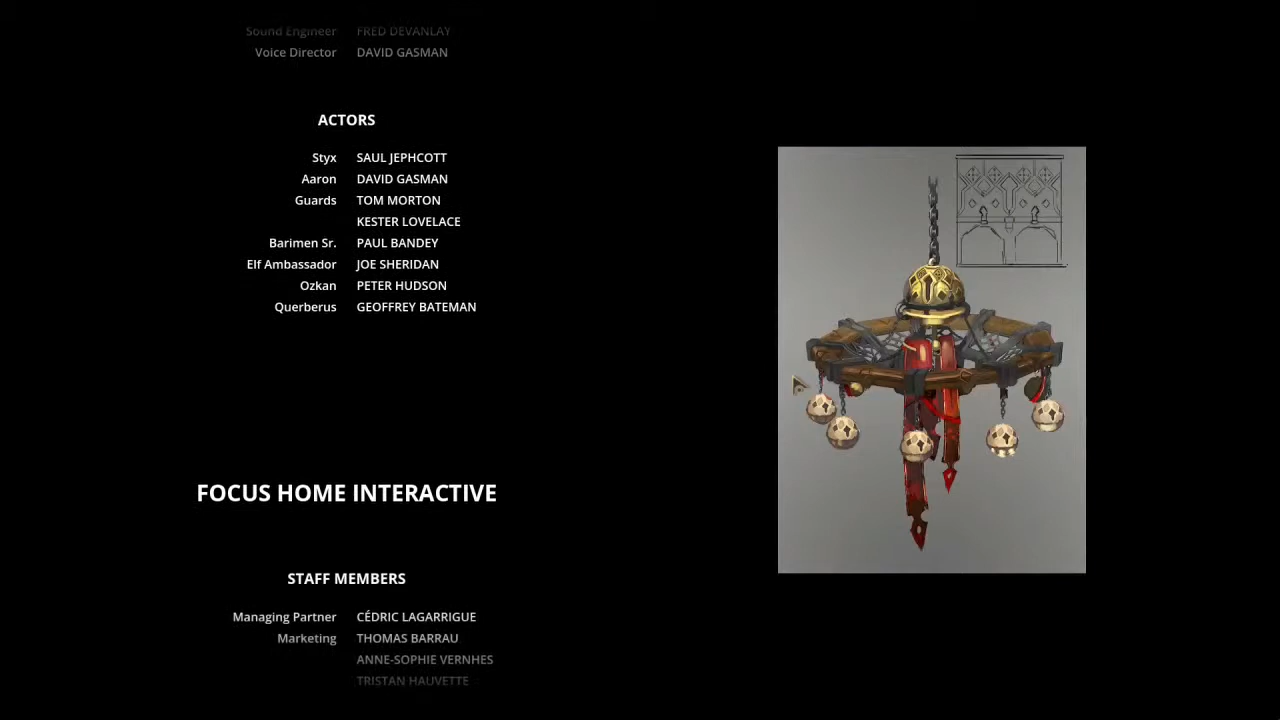 Sound Engineer FRED DEVANLAY
Voice Director DAVID GASMAN
ACTORS
Styx SAUL JEPHCOTT
Aaron DAVID GASMAN
Guards TOM MORTON
KESTER LOVELACE
Barimen Sr. PAUL BANDEY
Elf Ambassador JOE SHERIDAN
Ozkan PETER HUDSON
Querberus GEOFFREY BATEMAN
FOCUS HOME INTERACTIVE
STAFF MEMBERS
Managing Partner CÉDRIC LAGARRIGUE
Marketing THOMAS BARRAU
ANNE-SOPHIE VERNHES
TRISTAN HAUVETTE